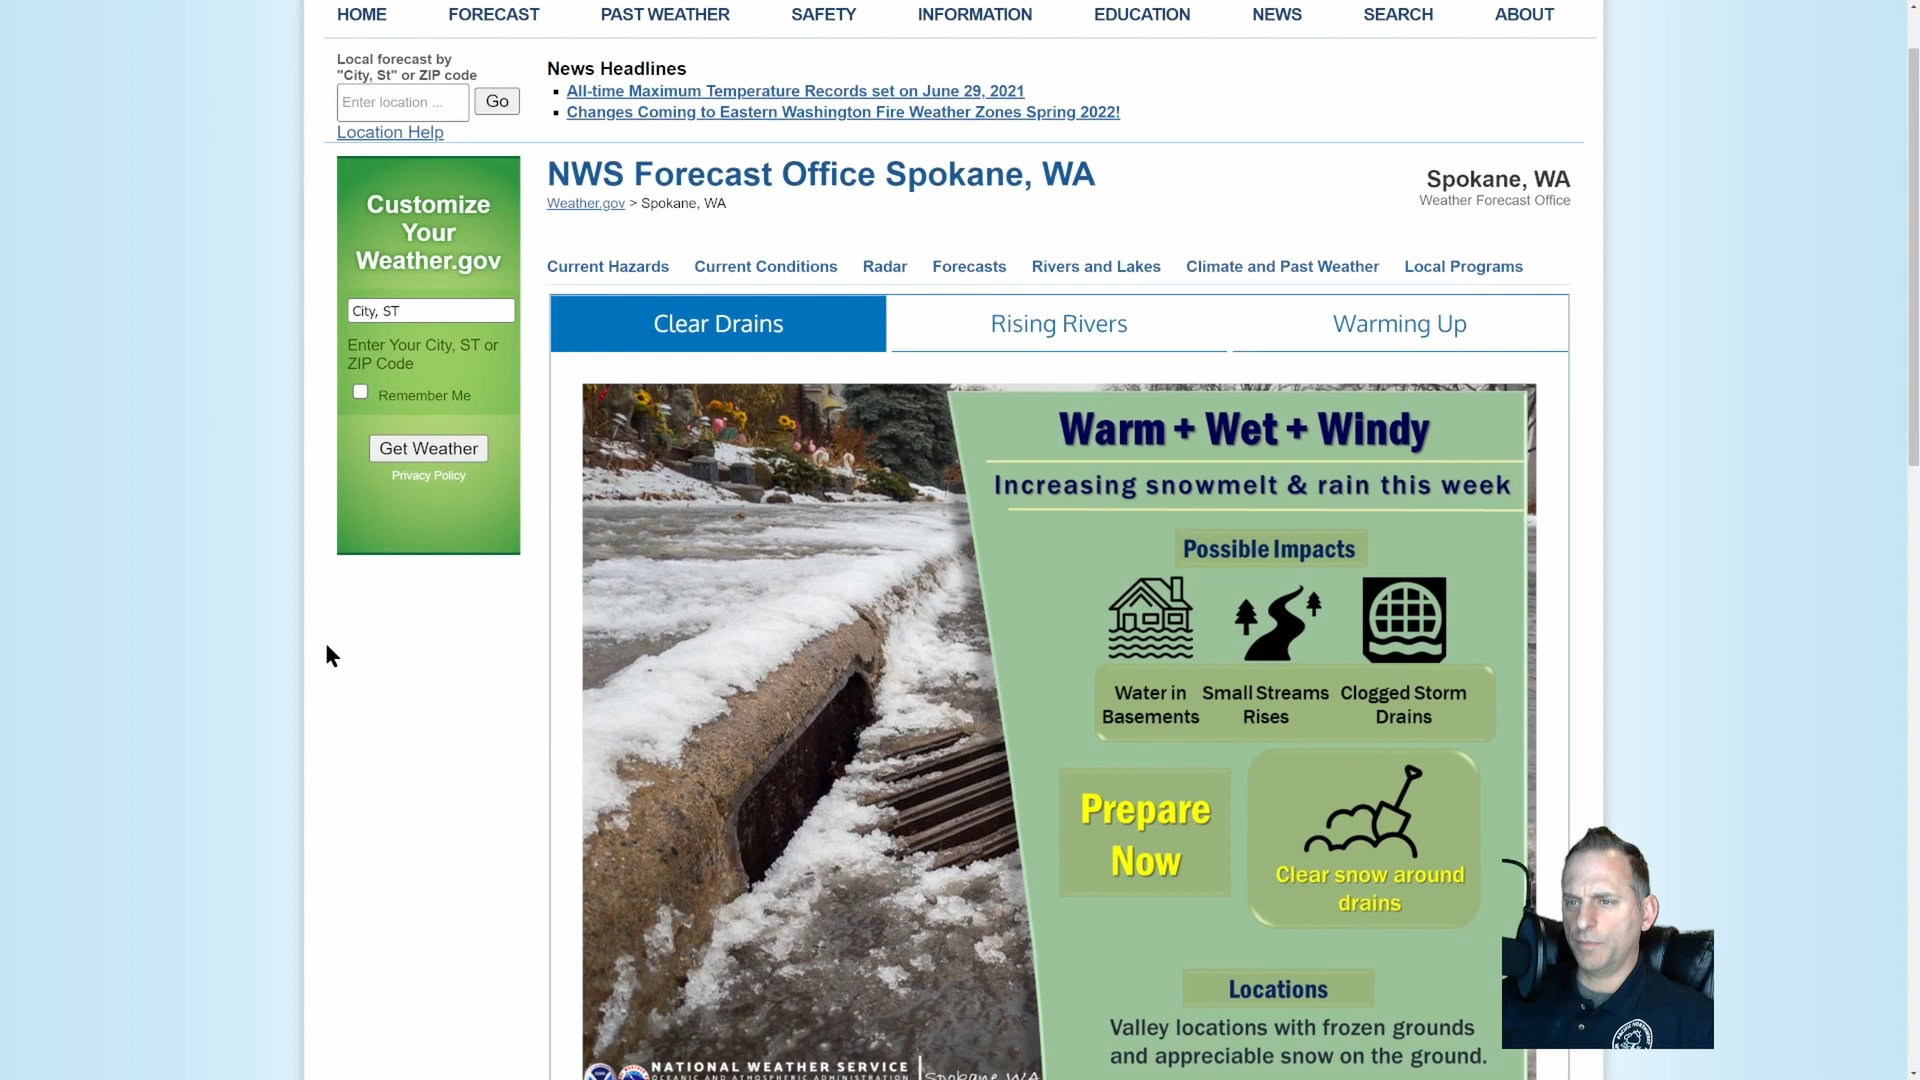 HOME FORECAST PAST WEATHER SAFETY INFORMATION EDUCATION NEWS SEARCH ABOUT
Local forecast by
"City, St" or ZIP code
Enter location ... Go
Location Help
News Headlines
All-time Maximum Temperature Records set on June 29, 2021
Changes Coming to Eastern Washington Fire Weather Zones Spring 2022!
Customize
Your
Weather.gov
City, ST
Enter Your City, ST or
ZIP Code
Remember Me
Get Weather
Privacy Policy
NWS Forecast Office Spokane, WA
Weather.gov > Spokane, WA
Spokane, WA
Weather Forecast Office
Current Hazards Current Conditions Radar Forecasts Rivers and Lakes Climate and Past Weather Local Programs
Clear Drains Rising Rivers Warming Up
Warm + Wet + Windy
Increasing snowmelt & rain this week
Possible Impacts
Water in Basements
Small Streams Rises
Clogged Storm Drains
Prepare
Now
Clear snow around
drains
Locations
Valley locations with frozen grounds
and appreciable snow on the ground.
NATIONAL WEATHER SERVICE
OCEANIC AND ATMOSPHERIC ADMINISTRATION
Spokane WA